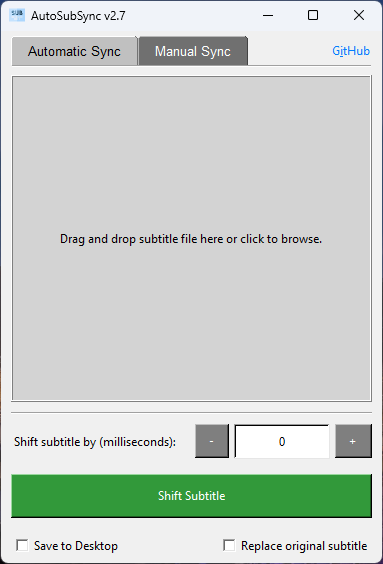 SUB
AutoSubSync v2.7
Automatic Sync
Manual Sync
GitHub
Drag and drop subtitle file here or click to browse.
Shift subtitle by (milliseconds):
-
0
+
Shift Subtitle
Save to Desktop
Replace original subtitle